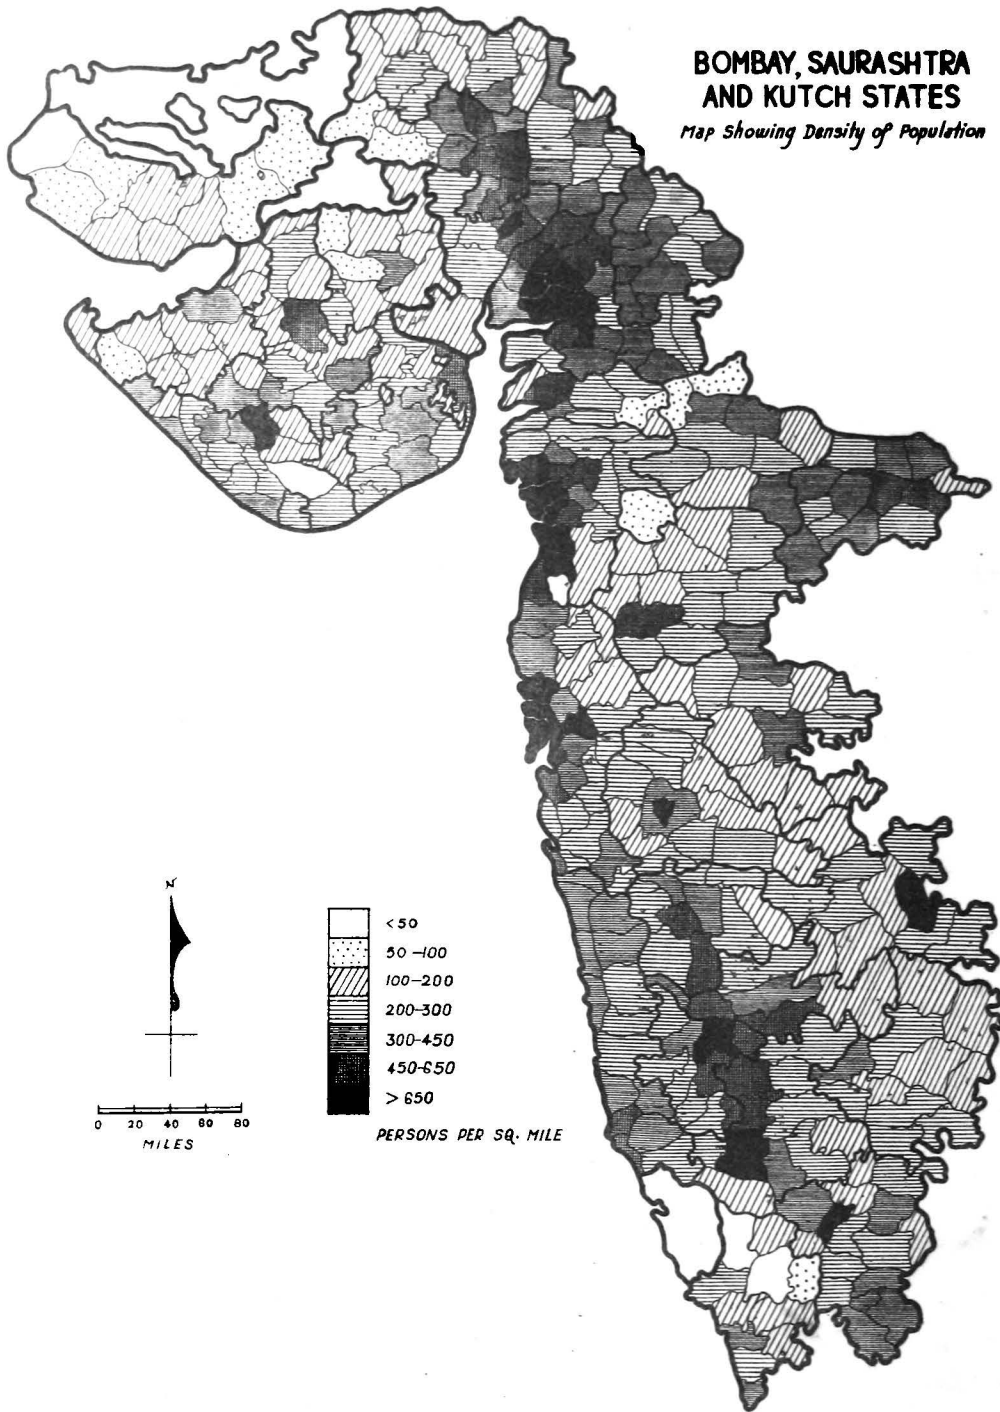 BOMBAY, SAURASHTRA
AND KUTCH STATES
Map Showing Density of Population
N
<50
50-100
100-200
200-300
300-450
450-650
> 650
PERSONS PER SQ. MILE
0 20 40 60 80
MILES